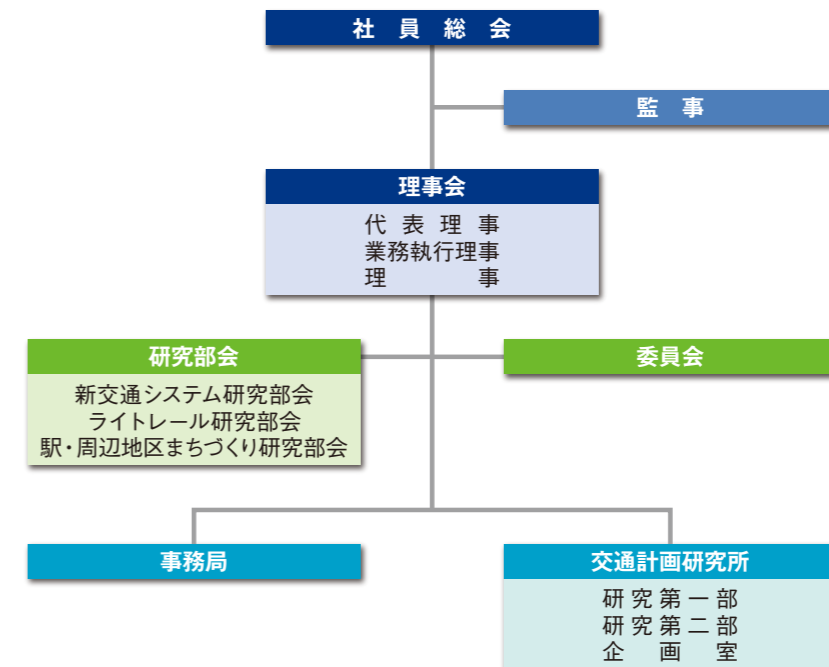 社員総会
監事
理事会
代表理事
業務執行理事
理事
研究部会
新交通システム研究部会
ライトレール研究部会
駅・周辺地区まちづくり研究部会
委員会
事務局
交通計画研究所
研究第一部
研究第二部
企画室